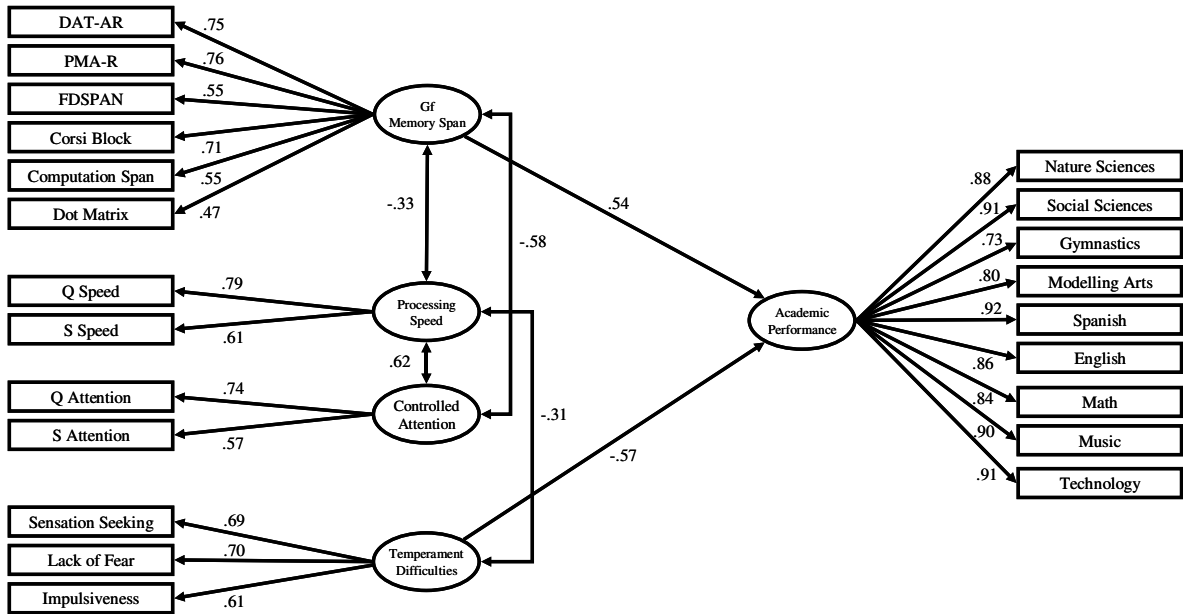 DAT-AR
.75
PMA-R
.76
FDSPAN
.55
Corsi Block
.71
Computation Span
.55
Dot Matrix
.47
Gf
Memory Span
-.33
-.58
.54
Q Speed
.79
S Speed
.61
Processing
Speed
.62
Q Attention
.74
S Attention
.57
Controlled
Attention
-.31
-.57
Sensation Seeking
.69
Lack of Fear
.70
Impulsiveness
.61
Temperament
Difficulties
Academic
Performance
.88
Nature Sciences
.91
Social Sciences
.73
Gymnastics
.80
Modelling Arts
.92
Spanish
English
.86
Math
.84
Music
.90
Technology
.91